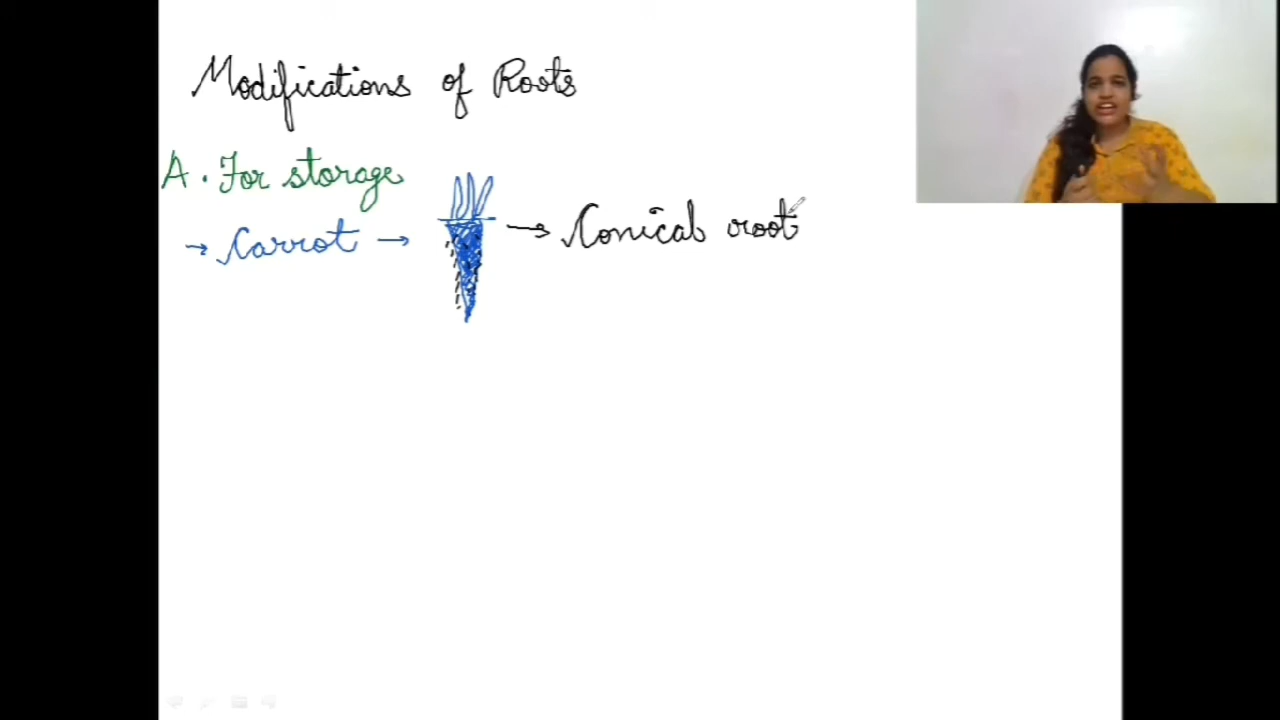 Modifications of Roots
A. For storage
→ Carrot → → Conical root